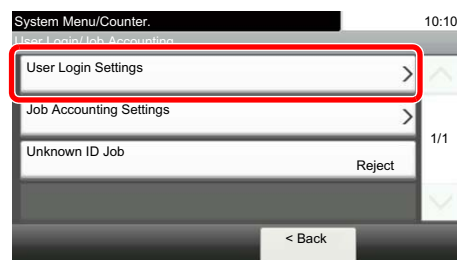 System Menu/Counter.
10:10
User Login/Job Accounting
User Login Settings
Job Accounting Settings
1/1
Unknown ID Job
Reject
< Back